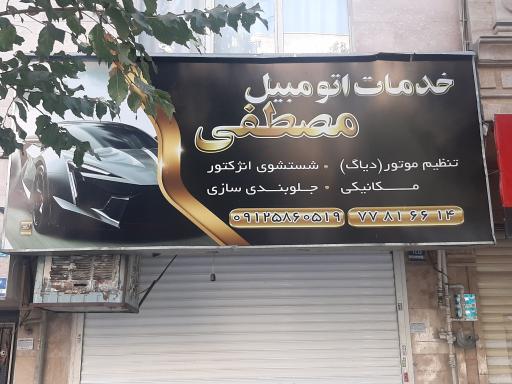 خدمات اتومبیل
مصطفی
تنظیم موتور (دیاگ) • شستشوی انژکتور
مکانیکی • جلوبندی سازی
۷۷۸۱۶۶۱۴ ۰۹۱۲۵۸۶۰۵۱۹